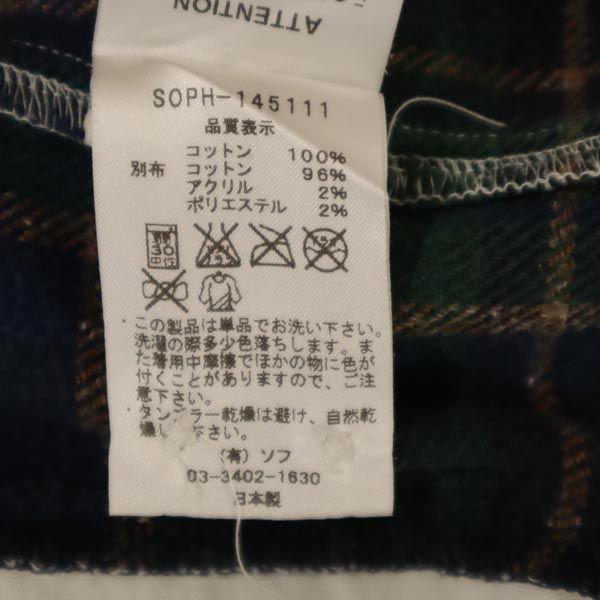 ATTENTION
SOPH-145111
品質表示
コットン 100%
別布 コットン 96%
アクリル 2%
ポリエステル 2%
弱
30
中性
・この製品は単品でお洗い下さい。
洗濯の際多少色落ちします。ま
た着用中摩擦でほかの物に色が
付くことがありますので、ご注
意下さい。
・タンブラー乾燥は避け、自然乾
燥し下さい。
(有)ソフ
03-3402-1630
日本製